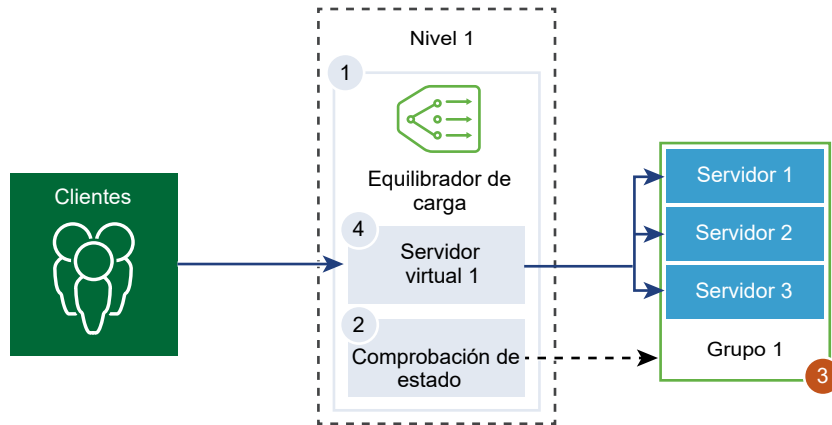 Nivel 1
1
Equilibrador de
carga
Clientes
4
Servidor
virtual 1
2
Comprobación de
estado
Servidor 1
Servidor 2
Servidor 3
Grupo 1
3